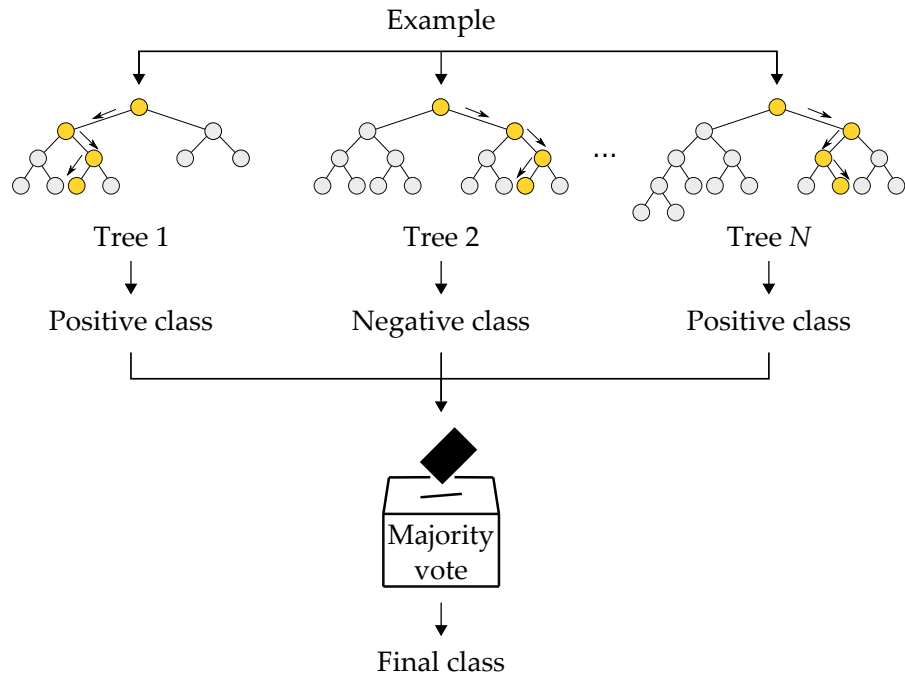 Example
...
Tree 1
Tree 2
Tree N
Positive class
Negative class
Positive class
Majority
vote
Final class